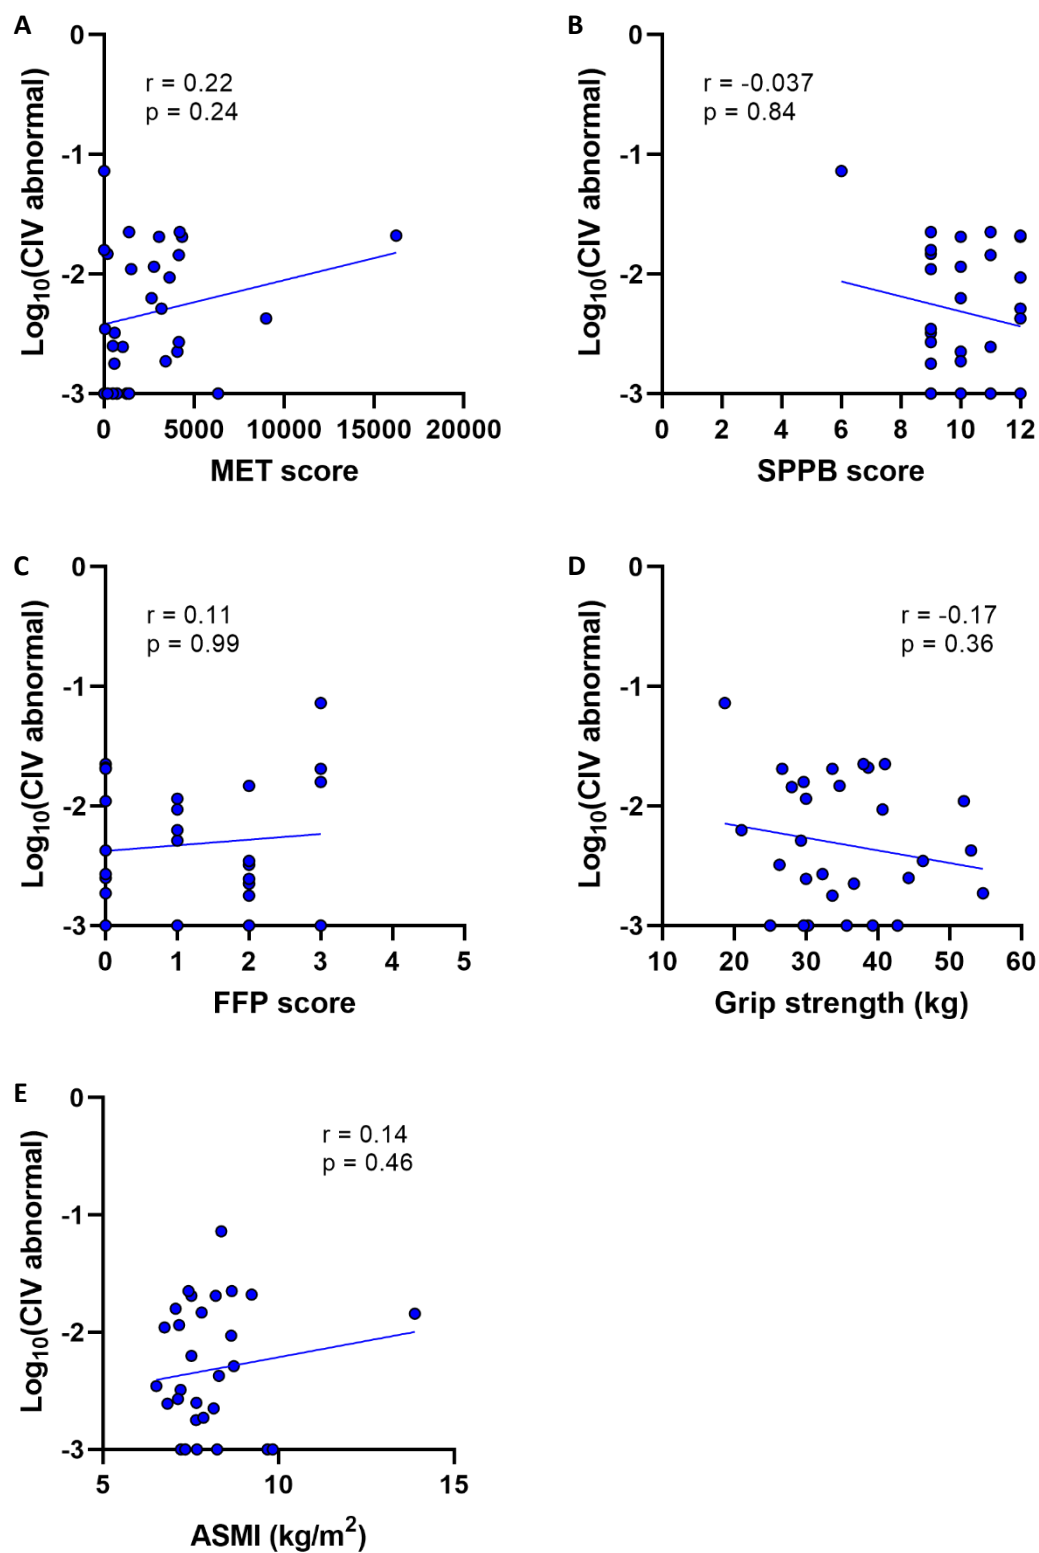 A
0
-1
-2
-3
Log10(CIV abnormal)
r = 0.22
p = 0.24
0 5000 10000 15000 20000
MET score
B
0
-1
-2
-3
Log10(CIV abnormal)
r = -0.037
p = 0.84
0 2 4 6 8 10 12
SPPB score
C
0
-1
-2
-3
Log10(CIV abnormal)
r = 0.11
p = 0.99
0 1 2 3 4 5
FFP score
D
0
-1
-2
-3
Log10(CIV abnormal)
r = -0.17
p = 0.36
10 20 30 40 50 60
Grip strength (kg)
E
0
-1
-2
-3
Log10(CIV abnormal)
r = 0.14
p = 0.46
5 10 15
ASMI (kg/m2)